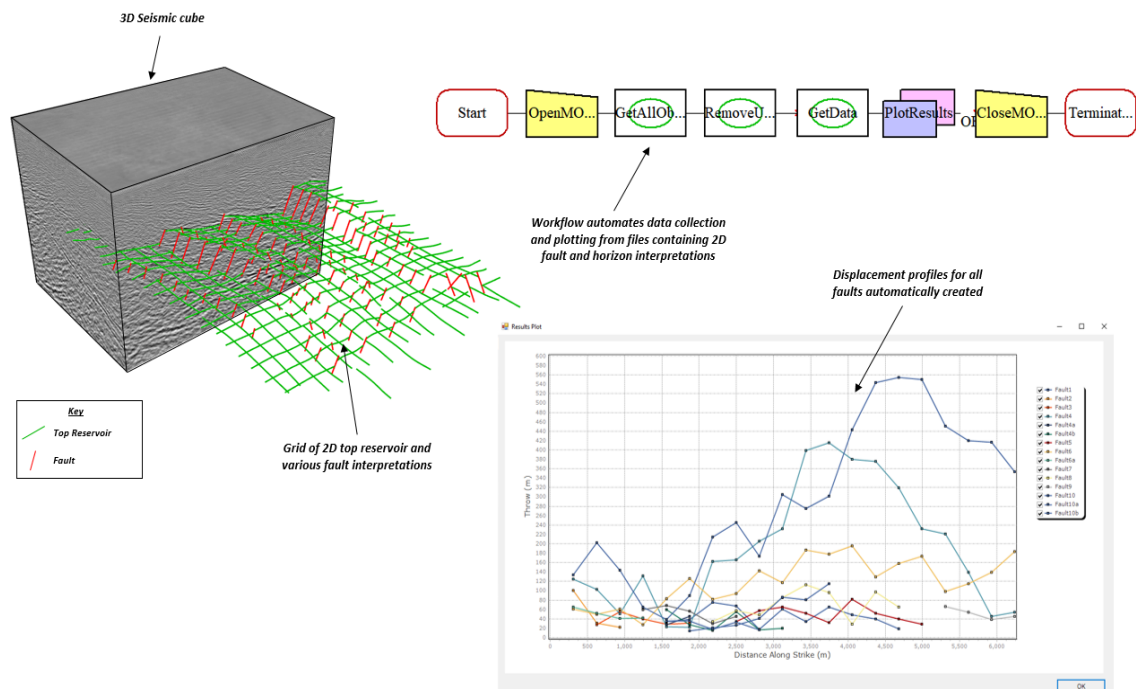 3D Seismic cube
Start
OpenMO...
GetAllOb...
RemoveU...
GetData
PlotResults
CloseMO...
Terminat...
Workflow automates data collection
and plotting from files containing 2D
fault and horizon interpretations
Displacement profiles for all
faults automatically created
Key
Top Reservoir
Fault
Grid of 2D top reservoir and
various fault interpretations
Results Plot
Throw (m)
600
580
560
540
520
500
480
460
440
420
400
380
360
340
320
300
280
260
240
220
200
180
160
140
120
100
80
60
40
20
0
0 500 1,000 1,500 2,000 2,500 3,000 3,500 4,000 4,500 5,000 5,500 6,000
Distance Along Strike (m)
Fault1
Fault2
Fault3
Fault4
Fault4a
Fault4b
Fault5
Fault6
Fault6a
Fault7
Fault8
Fault9
Fault10
Fault10a
Fault10b
OK